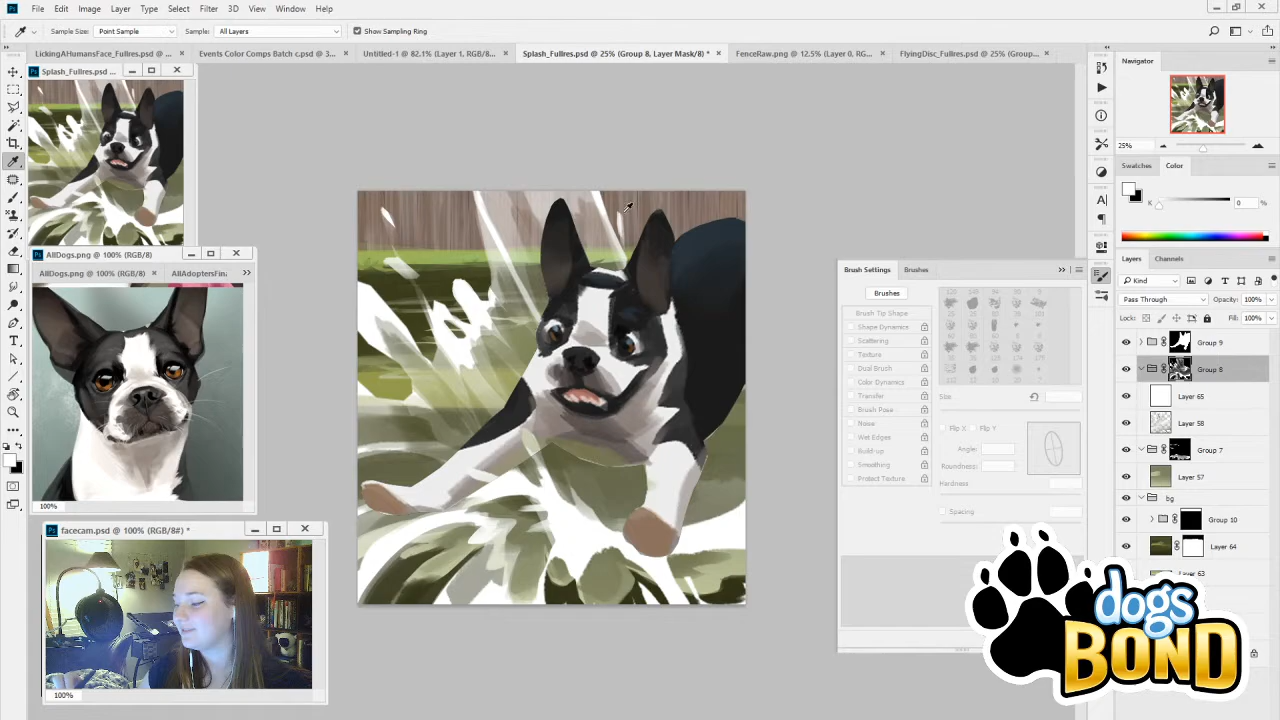 File Edit Image Layer Type Select Filter 3D View Window Help
Sample Size: Point Sample Sample: All Layers Show Sampling Ring
LickingAHumansFace_Fullres.psd @ Events Color Comps Batch c.psd @ 3... Untitled-1 @ 82.1% (Layer 1, RGB/8... Splash_Fullres.psd @ 25% (Group 8, Layer Mask/8) * FenceRaw.png @ 12.5% (Layer 0, RG... FlyingDisc_Fullres.psd @ 25% (Group...
Splash_Fullres.psd ...
AllDogs.png @ 100% (RGB/8)
AllDogs.png @ 100% (RGB/8) AllAdoptersFin
100%
facecam.psd @ 100% (RGB/8#) *
100%
Brush Settings Brushes
Brushes
Brush Tip Shape
Shape Dynamics
Scattering
Texture
Dual Brush
Color Dynamics
Transfer
Brush Pose
Noise
Wet Edges
Build-up
Smoothing
Protect Texture
Size:
Flip X Flip Y
Angle:
Roundness:
Hardness
Spacing
Navigator
25%
Swatches Color
K 0 %
Layers Channels
Kind
Pass Through Opacity: 100%
Lock: Fill: 100%
Group 9
Group 8
Layer 65
Layer 58
Group 7
Layer 57
bg
Group 10
Layer 64
Layer 63
dogs
BOND